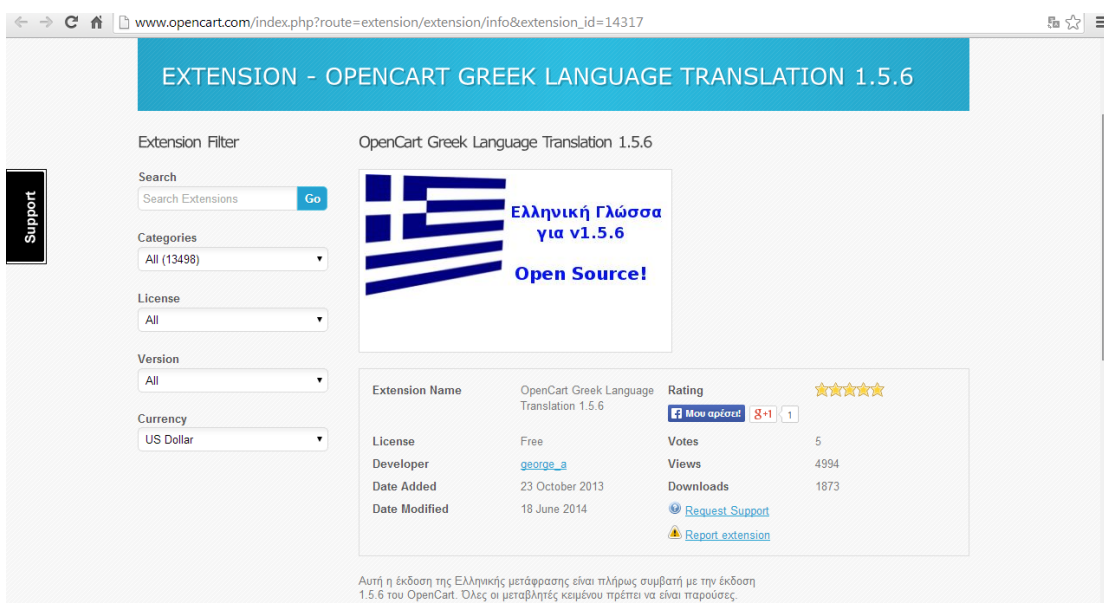 www.opencart.com/index.php?route=extension/extension/info&extension_id=14317
EXTENSION - OPENCART GREEK LANGUAGE TRANSLATION 1.5.6
Support
Extension Filter
Search
Search Extensions
Go
Categories
All (13498)
License
All
Version
All
Currency
US Dollar
OpenCart Greek Language Translation 1.5.6
Ελληνική Γλώσσα
για v1.5.6
Open Source!
Extension Name OpenCart Greek Language
Translation 1.5.6
Rating
Μου αρέσει! g+1 1
License Free
Votes 5
Developer george_a
Views 4994
Date Added 23 October 2013
Downloads 1873
Date Modified 18 June 2014
Request Support
Report extension
Αυτή η έκδοση της Ελληνικής μετάφρασης είναι πλήρως συμβατή με την έκδοση
1.5.6 του OpenCart. Όλες οι μεταβλητές κειμένου πρέπει να είναι παρούσες.